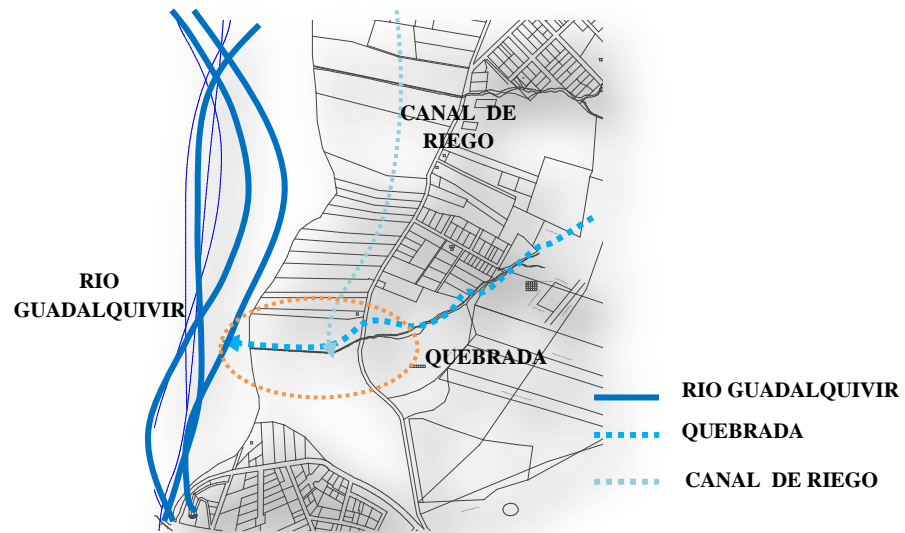 CANAL DE
RIEGO
RIO
GUADALQUIVIR
QUEBRADA
RIO GUADALQUIVIR
QUEBRADA
CANAL DE RIEGO